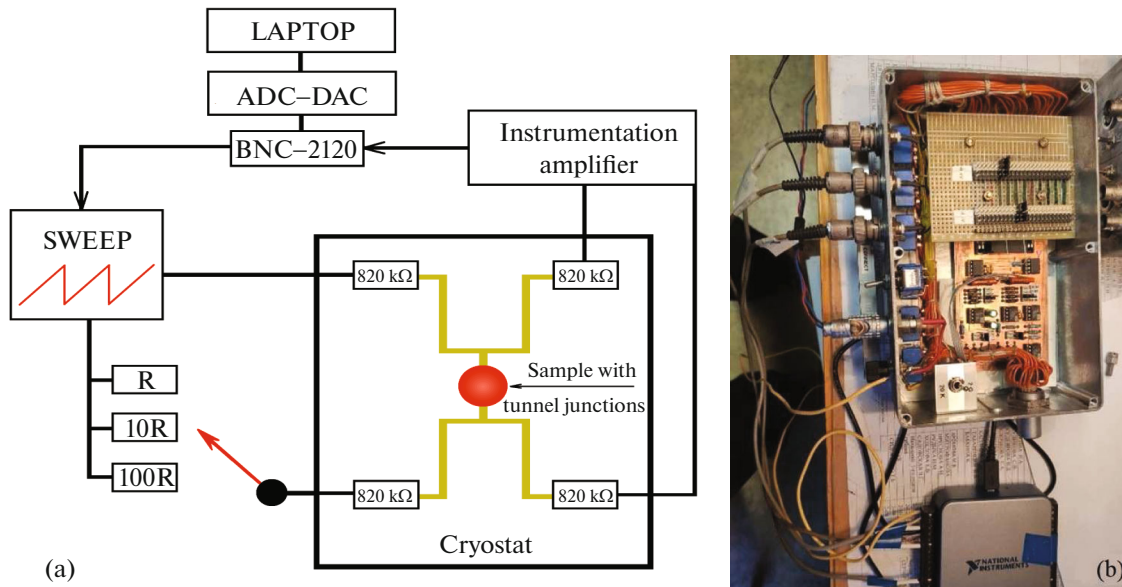 LAPTOP
ADC–DAC
BNC–2120
Instrumentation
amplifier
SWEEP
820 kΩ
820 kΩ
Sample with
tunnel junctions
R
10R
100R
820 kΩ
820 kΩ
Cryostat
(a)
NATIONAL
INSTRUMENTS
(b)